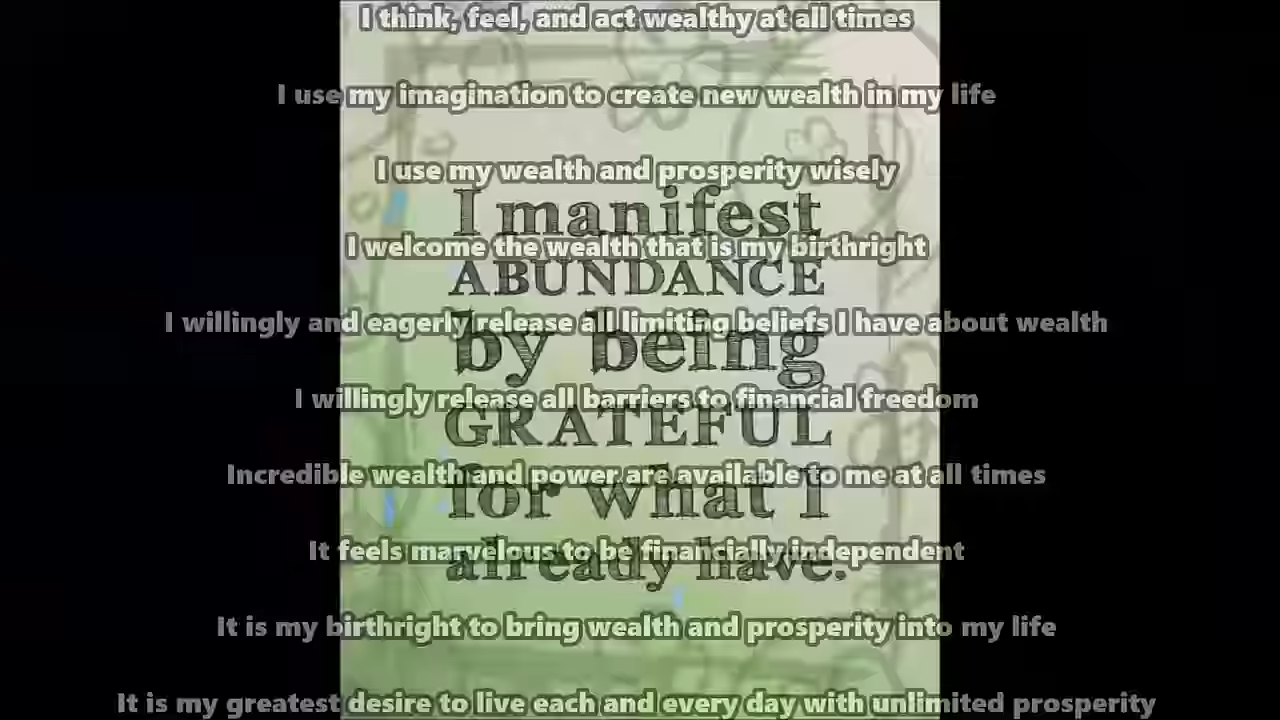 I think, feel, and act wealthy at all times
I use my imagination to create new wealth in my life
I use my wealth and prosperity wisely
I manifest
I welcome the wealth that is my birthright
ABUNDANCE
I willingly and eagerly release all limiting beliefs I have about wealth
by being
I willingly release all barriers to financial freedom
GRATEFUL
Incredible wealth and power are available to me at all times
for what I
It feels marvelous to be financially independent
already have.
It is my birthright to bring wealth and prosperity into my life
It is my greatest desire to live each and every day with unlimited prosperity